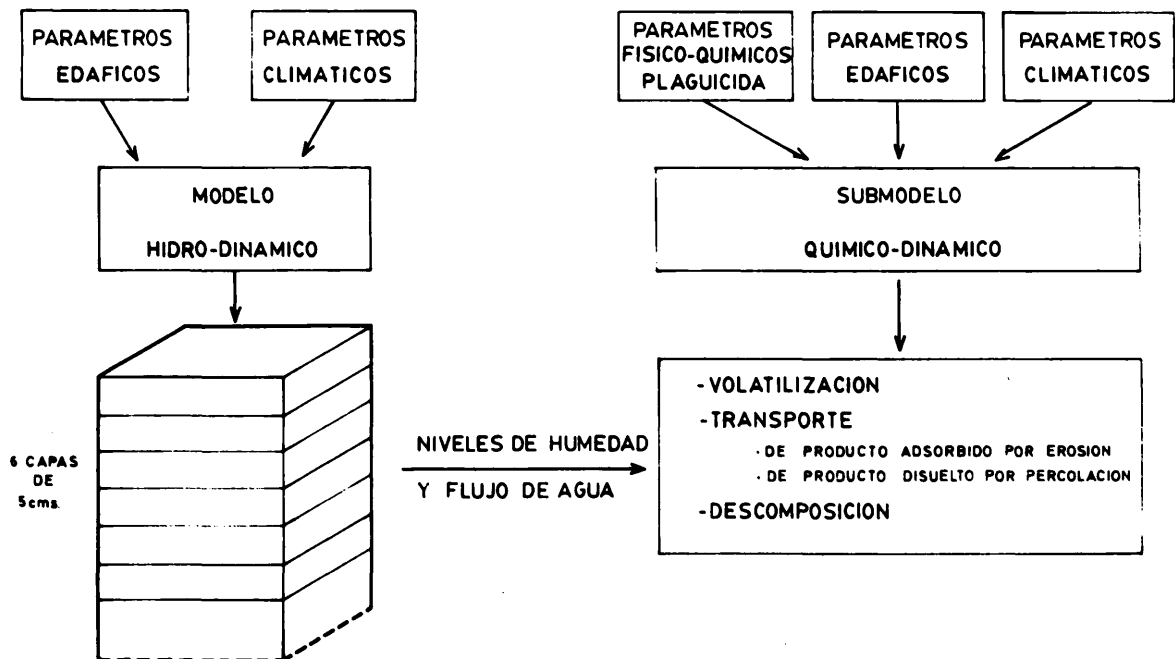 PARAMETROS
EDAFICOS
PARAMETROS
CLIMATICOS
MODELO
HIDRO-DINAMICO
6 CAPAS
DE
5cms.
NIVELES DE HUMEDAD
Y FLUJO DE AGUA
PARAMETROS
FISICO-QUIMICOS
PLAGUICIDA
PARAMETROS
EDAFICOS
PARAMETROS
CLIMATICOS
SUBMODELO
QUIMICO-DINAMICO
-VOLATILIZACION
-TRANSPORTE
· DE PRODUCTO ADSORBIDO POR EROSION
· DE PRODUCTO DISUELTO POR PERCOLACION
-DESCOMPOSICION